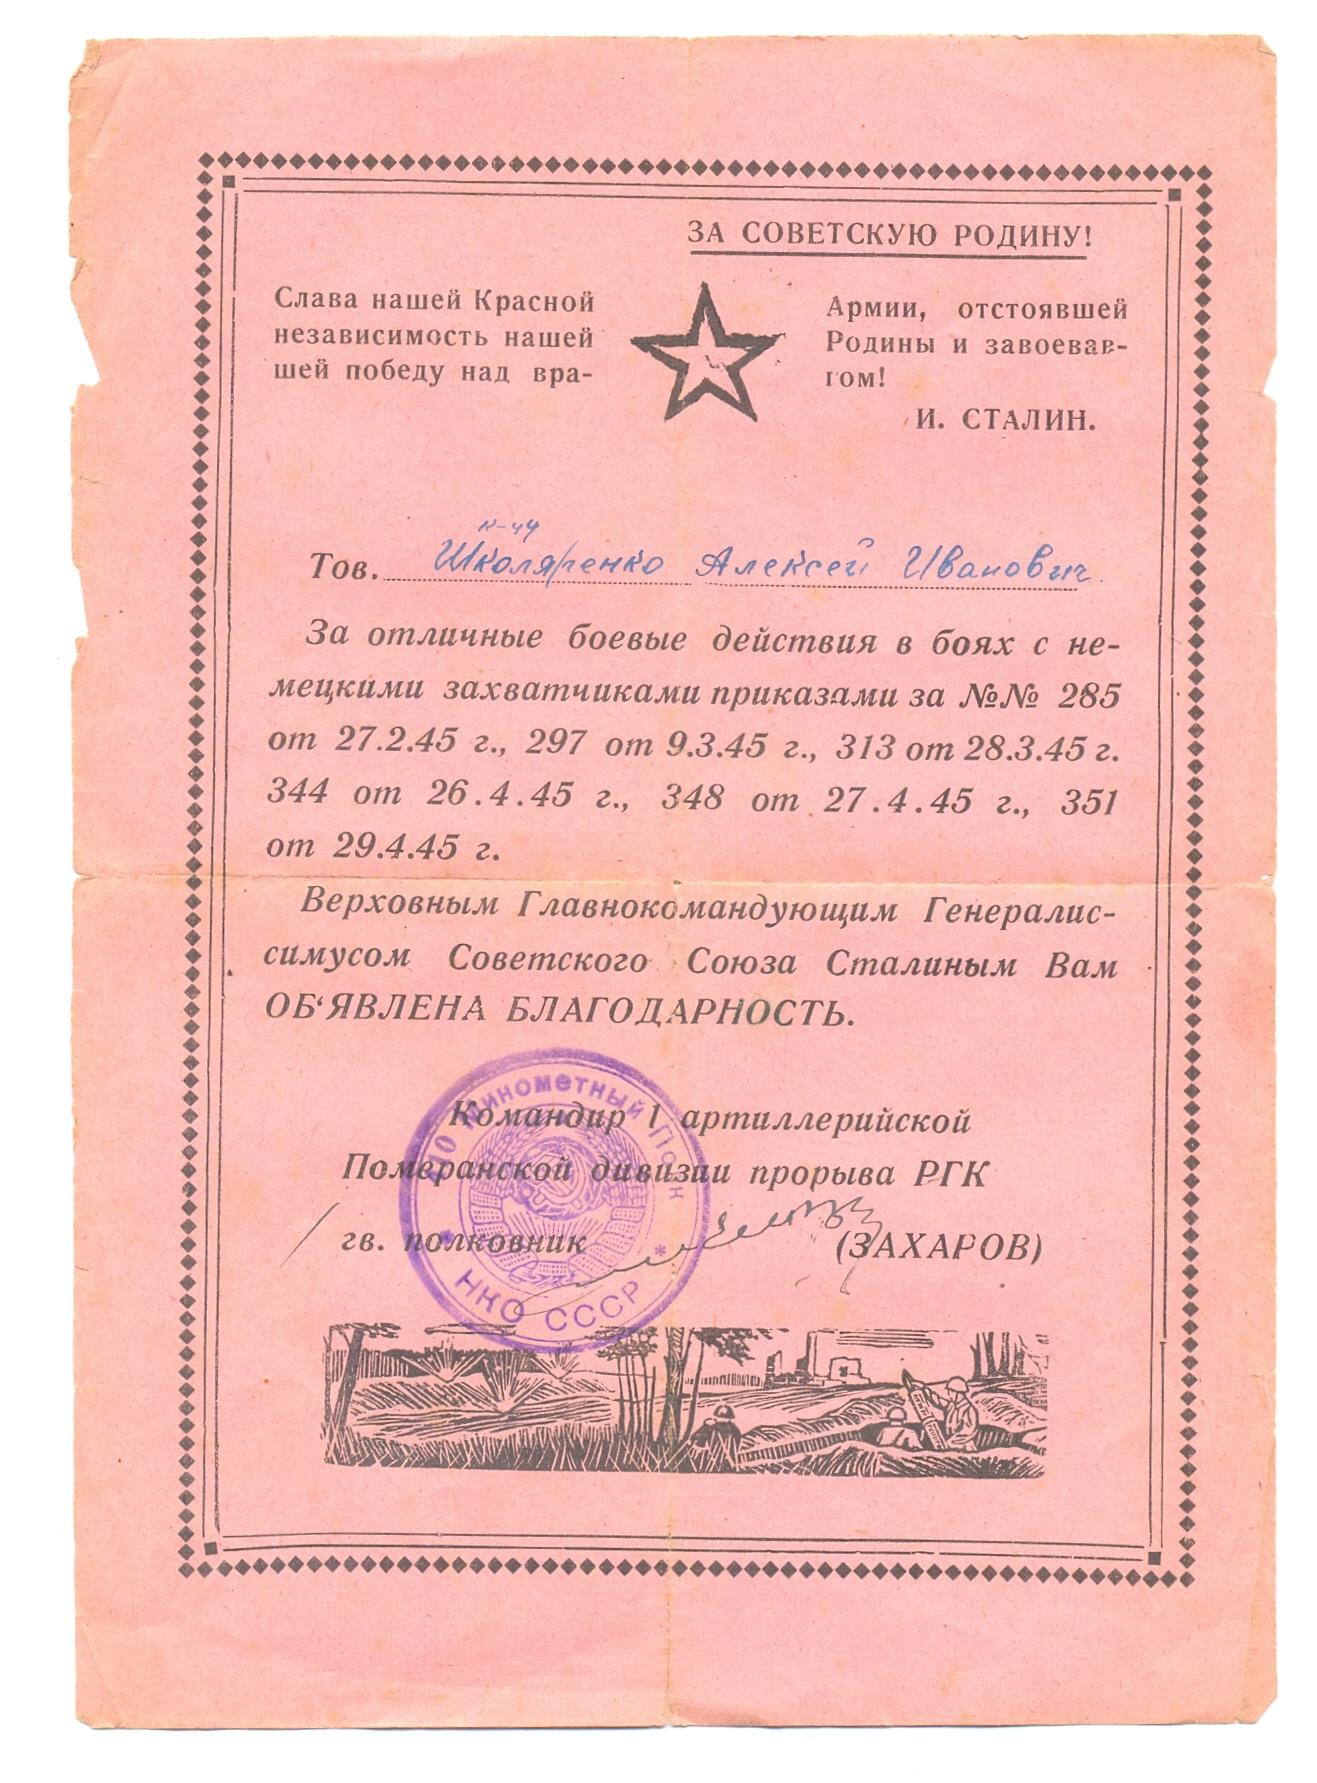 ЗА СОВЕТСКУЮ РОДИНУ!
Слава нашей Красной Армии, отстоявшей
независимость нашей Родины и завоевав-
шей победу над вра- гом!
И. СТАЛИН.
к-ну
Тов. Школяренко Алексей Иванович
За отличные боевые действия в боях с не-
мецкими захватчиками приказами за №№ 285
от 27.2.45 г., 297 от 9.3.45 г., 313 от 28.3.45 г.
344 от 26.4.45 г., 348 от 27.4.45 г., 351
от 29.4.45 г.
Верховным Главнокомандующим Генералис-
симусом Советского Союза Сталиным Вам
ОБ‘ЯВЛЕНА БЛАГОДАРНОСТЬ.
Командир 1 артиллерийской
Померанской дивизии прорыва РГК
гв. полковник (ЗАХАРОВ)
минометный Полк
* НКО СССР *